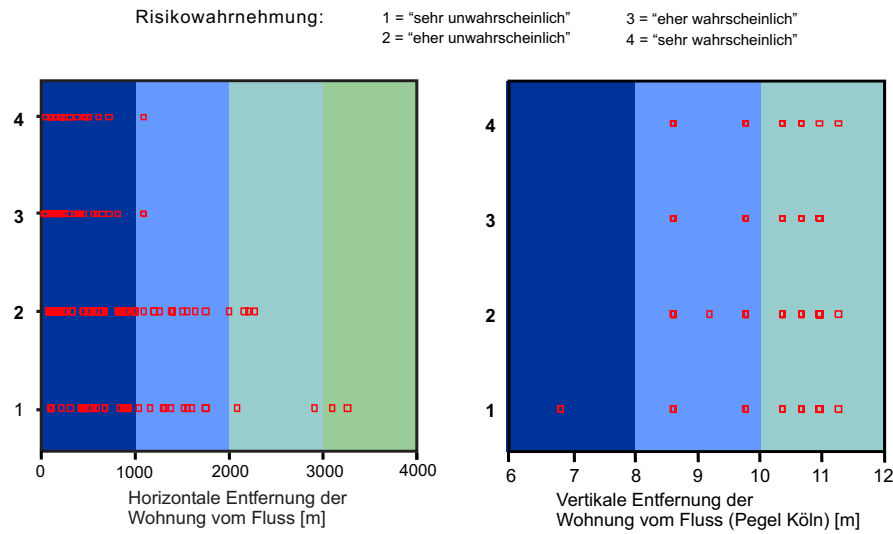 Risikowahrnehmung:
1 = “sehr unwahrscheinlich”
2 = “eher unwahrscheinlich”
3 = “eher wahrscheinlich”
4 = “sehr wahrscheinlich”
4
3
2
1
0 1000 2000 3000 4000
Horizontale Entfernung der
Wohnung vom Fluss [m]
4
3
2
1
6 7 8 9 10 11 12
Vertikale Entfernung der
Wohnung vom Fluss (Pegel Köln) [m]